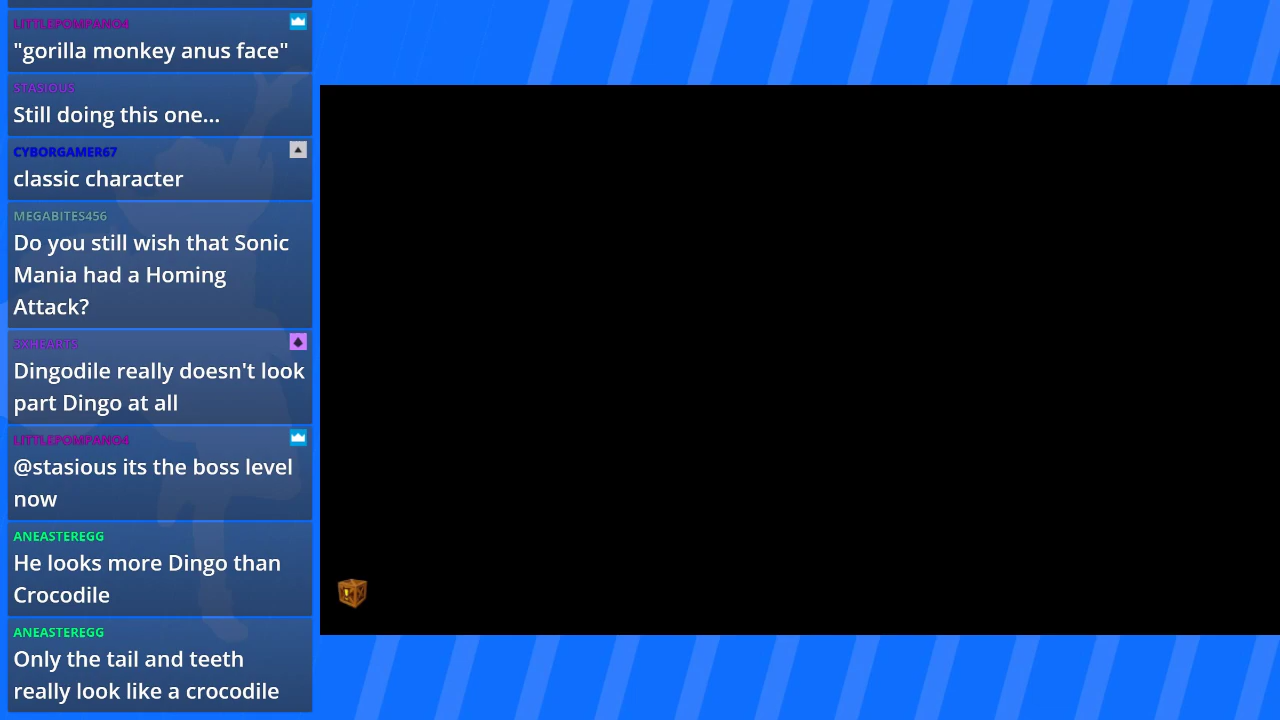 LITTLEPOMPANO4
"gorilla monkey anus face"
STASIOUS
Still doing this one...
CYBORGAMER67
classic character
MEGABITES456
Do you still wish that Sonic
Mania had a Homing
Attack?
3XHEARTS
Dingodile really doesn't look
part Dingo at all
LITTLEPOMPANO4
@stasious its the boss level
now
ANEASTEREGG
He looks more Dingo than
Crocodile
ANEASTEREGG
Only the tail and teeth
really look like a crocodile